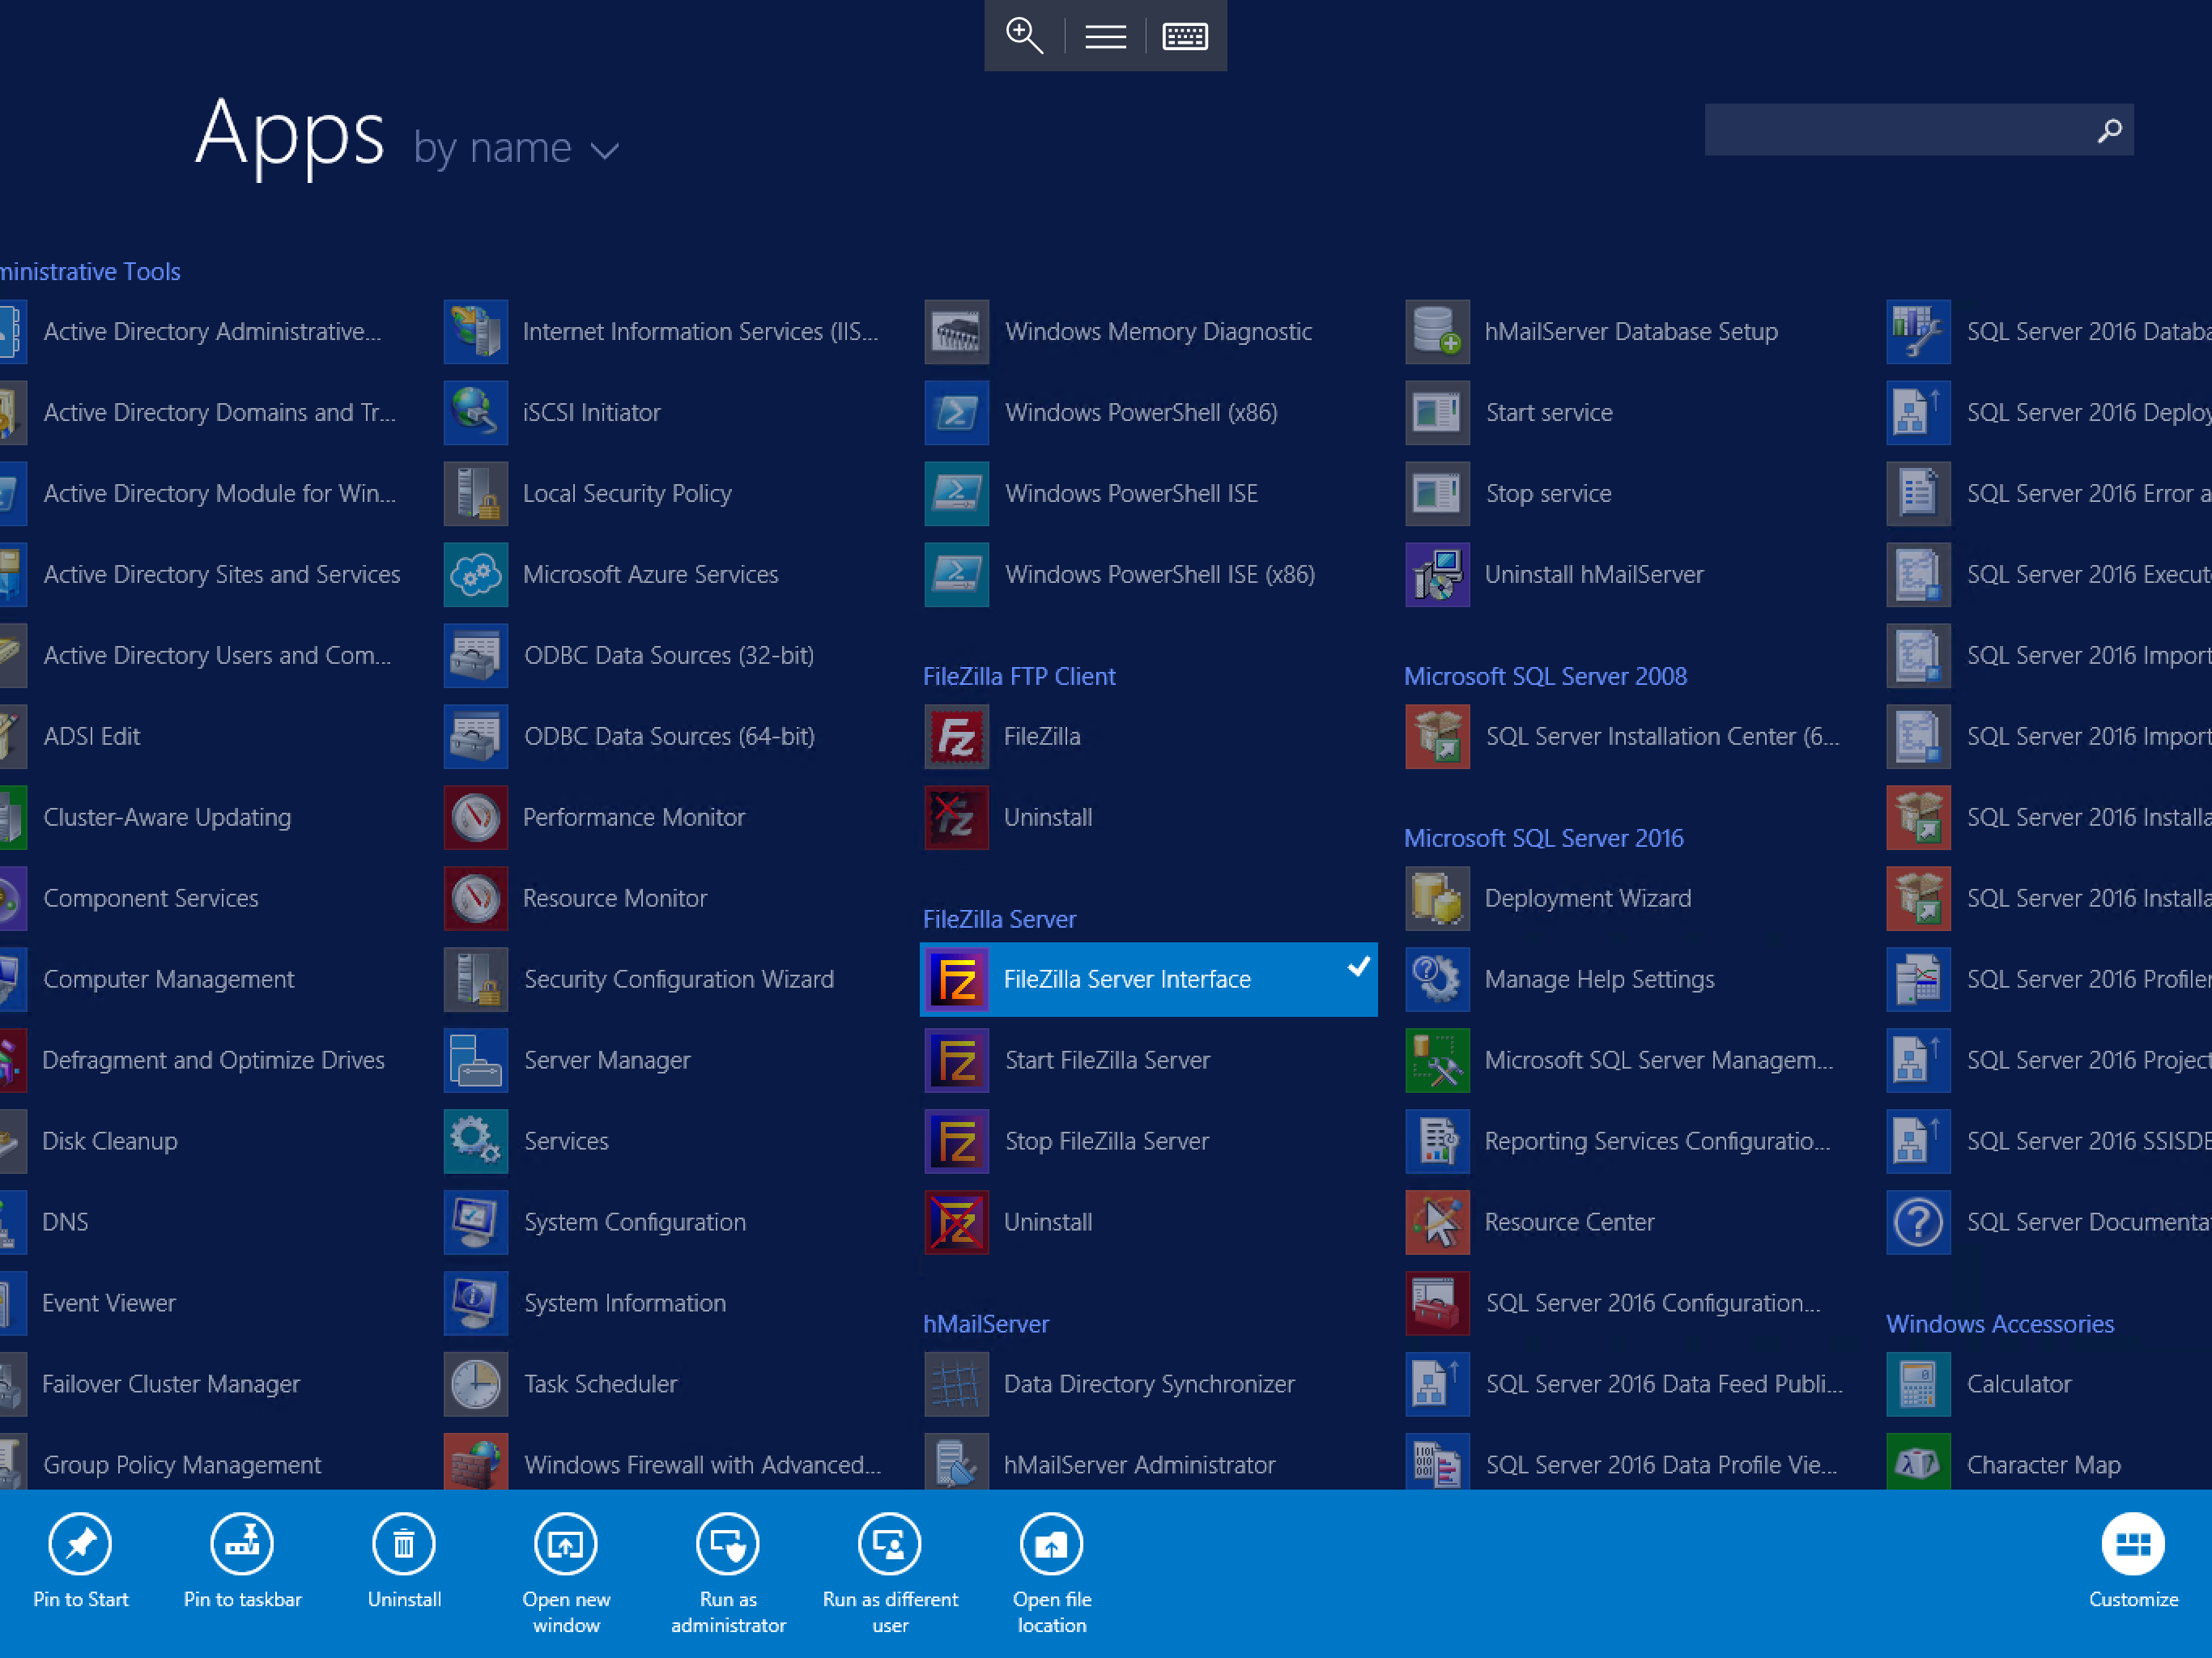 Apps by name
ministrative Tools
Active Directory Administrative...
Active Directory Domains and Tr...
Active Directory Module for Win...
Active Directory Sites and Services
Active Directory Users and Com...
ADSI Edit
Cluster-Aware Updating
Component Services
Computer Management
Defragment and Optimize Drives
Disk Cleanup
DNS
Event Viewer
Failover Cluster Manager
Group Policy Management
Internet Information Services (IIS...
iSCSI Initiator
Local Security Policy
Microsoft Azure Services
ODBC Data Sources (32-bit)
ODBC Data Sources (64-bit)
Performance Monitor
Resource Monitor
Security Configuration Wizard
Server Manager
Services
System Configuration
System Information
Task Scheduler
Windows Firewall with Advanced...
Windows Memory Diagnostic
Windows PowerShell (x86)
Windows PowerShell ISE
Windows PowerShell ISE (x86)
FileZilla FTP Client
FileZilla
Uninstall
FileZilla Server
FileZilla Server Interface
Start FileZilla Server
Stop FileZilla Server
Uninstall
hMailServer
Data Directory Synchronizer
hMailServer Administrator
hMailServer Database Setup
Start service
Stop service
Uninstall hMailServer
Microsoft SQL Server 2008
SQL Server Installation Center (6...
Microsoft SQL Server 2016
Deployment Wizard
Manage Help Settings
Microsoft SQL Server Managem...
Reporting Services Configuratio...
Resource Center
SQL Server 2016 Configuration...
SQL Server 2016 Data Feed Publi...
SQL Server 2016 Data Profile Vie...
SQL Server 2016 Databa
SQL Server 2016 Deploy
SQL Server 2016 Error a
SQL Server 2016 Execut
SQL Server 2016 Import
SQL Server 2016 Import
SQL Server 2016 Installa
SQL Server 2016 Installa
SQL Server 2016 Profiler
SQL Server 2016 Project
SQL Server 2016 SSISDB
SQL Server Documentat
Windows Accessories
Calculator
Character Map
Pin to Start
Pin to taskbar
Uninstall
Open new
window
Run as
administrator
Run as different
user
Open file
location
Customize